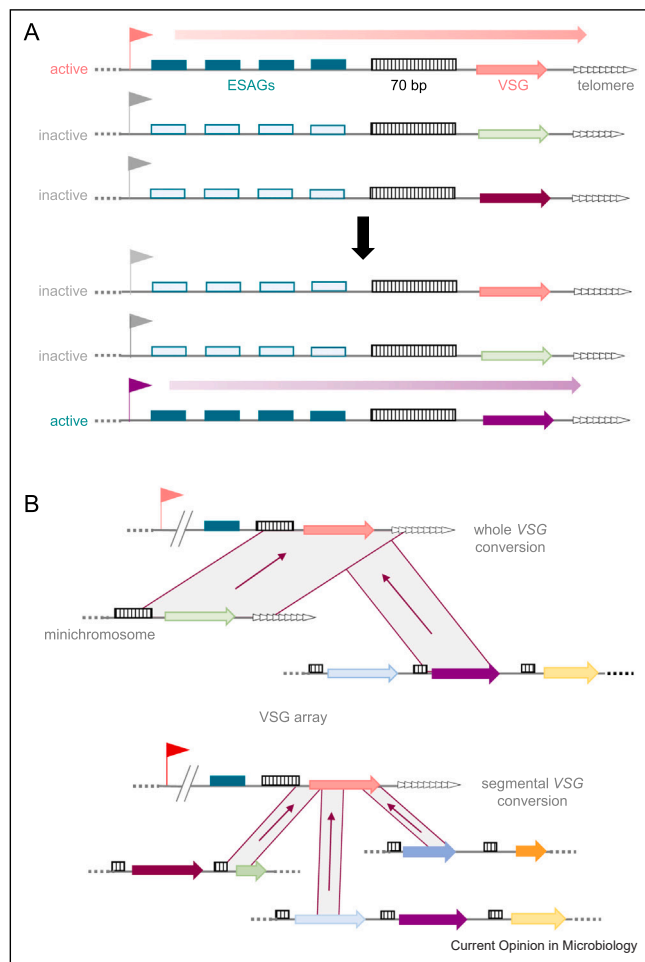 A
active
ESAGs
70 bp
VSG
telomere
inactive
inactive
inactive
inactive
active
B
whole VSG
conversion
minichromosome
VSG array
segmental VSG
conversion
Current Opinion in Microbiology